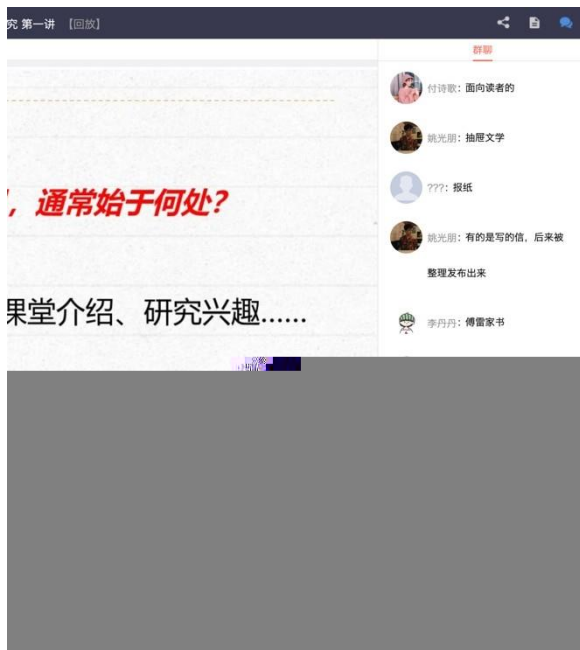 究 第一讲 【回放】
群聊
付诗歌: 面向读者的
姚光朋: 抽屉文学
???: 报纸
，通常始于何处?
姚光朋: 有的是写的信，后来被
整理发布出来
课堂介绍、研究兴趣......
李丹丹: 傅雷家书